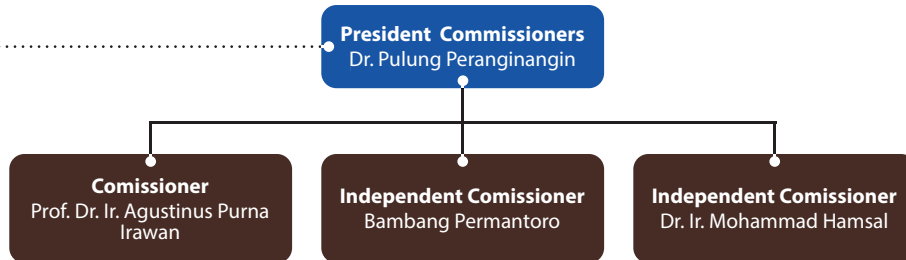 President Commissioners
Dr. Pulung Peranginangin
Comissioner
Prof. Dr. Ir. Agustinus Purna
Irawan
Independent Comissioner
Bambang Permantoro
Independent Comissioner
Dr. Ir. Mohammad Hamsal